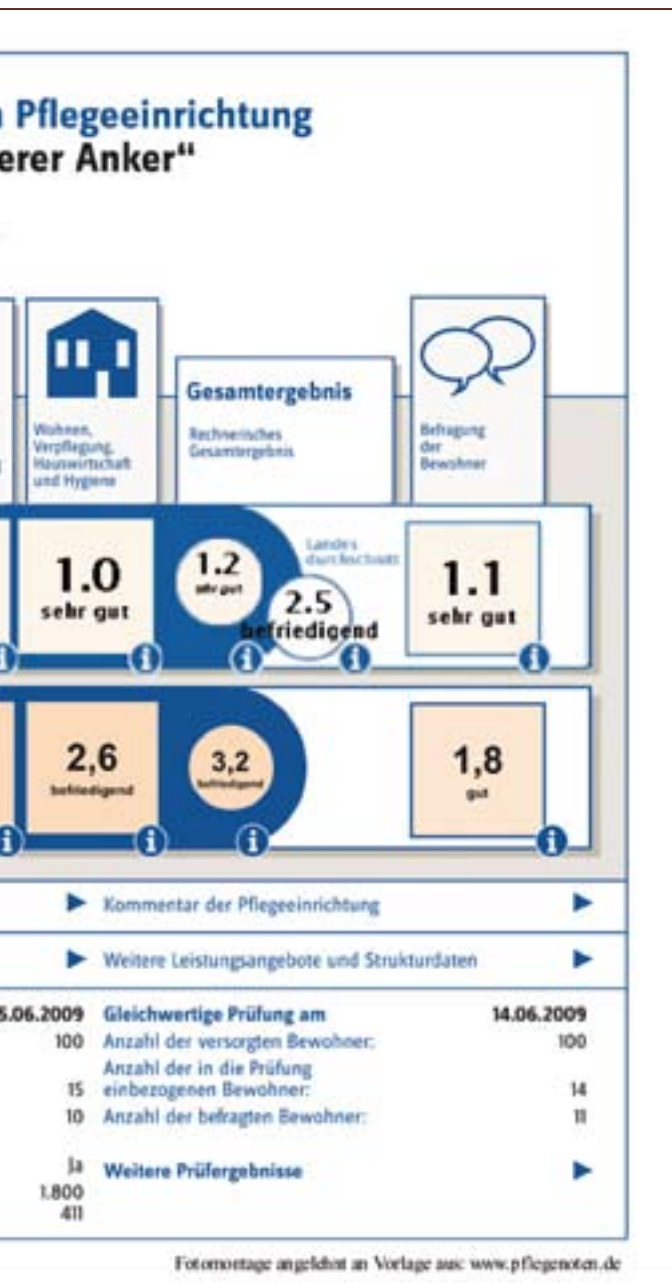 Pflegeeinrichtung
erer Anker“
Wohnen,
Verpflegung,
Hauswirtschaft
und Hygiene
Gesamtergebnis
Rechnerisches
Gesamtergebnis
Befragung
der
Bewohner
1.0
sehr gut
1.2
sehr gut
Landes
durchschnitt
2.5
befriedigend
1.1
sehr gut
2,6
befriedigend
3,2
befriedigend
1,8
gut
Kommentar der Pflegeeinrichtung
Weitere Leistungsangebote und Strukturdaten
5.06.2009 Gleichwertige Prüfung am 14.06.2009
100 Anzahl der versorgten Bewohner: 100
Anzahl der in die Prüfung
15 einbezogenen Bewohner: 14
10 Anzahl der befragten Bewohner: 11
Ja Weitere Prüfergebnisse
1.800
411
Fotomontage angelehnt an Vorlage aus: www.pflegenoten.de